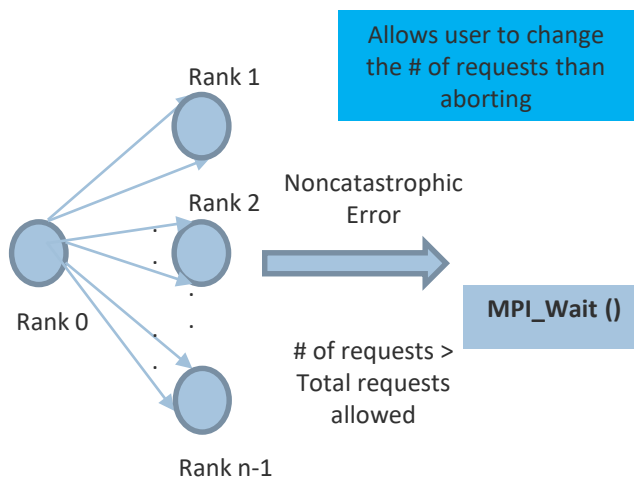 Allows user to change
the # of requests than
aborting
Rank 1
Noncatastrophic
Error
Rank 2
Rank 0
MPI_Wait ()
# of requests >
Total requests
allowed
Rank n-1